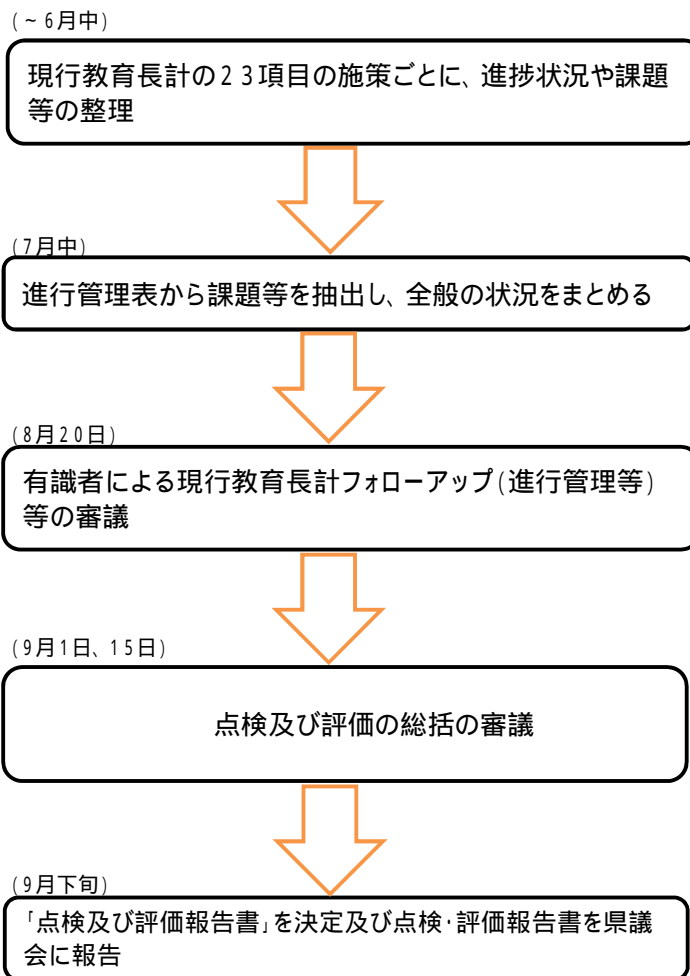 (～6月中)
現行教育長計の23項目の施策ごとに、進捗状況や課題
等の整理
(7月中)
進行管理表から課題等を抽出し、全般の状況をまとめる
(8月20日)
有識者による現行教育長計フォローアップ(進行管理等)
等の審議
(9月1日、15日)
点検及び評価の総括の審議
(9月下旬)
「点検及び評価報告書」を決定及び点検・評価報告書を県議
会に報告